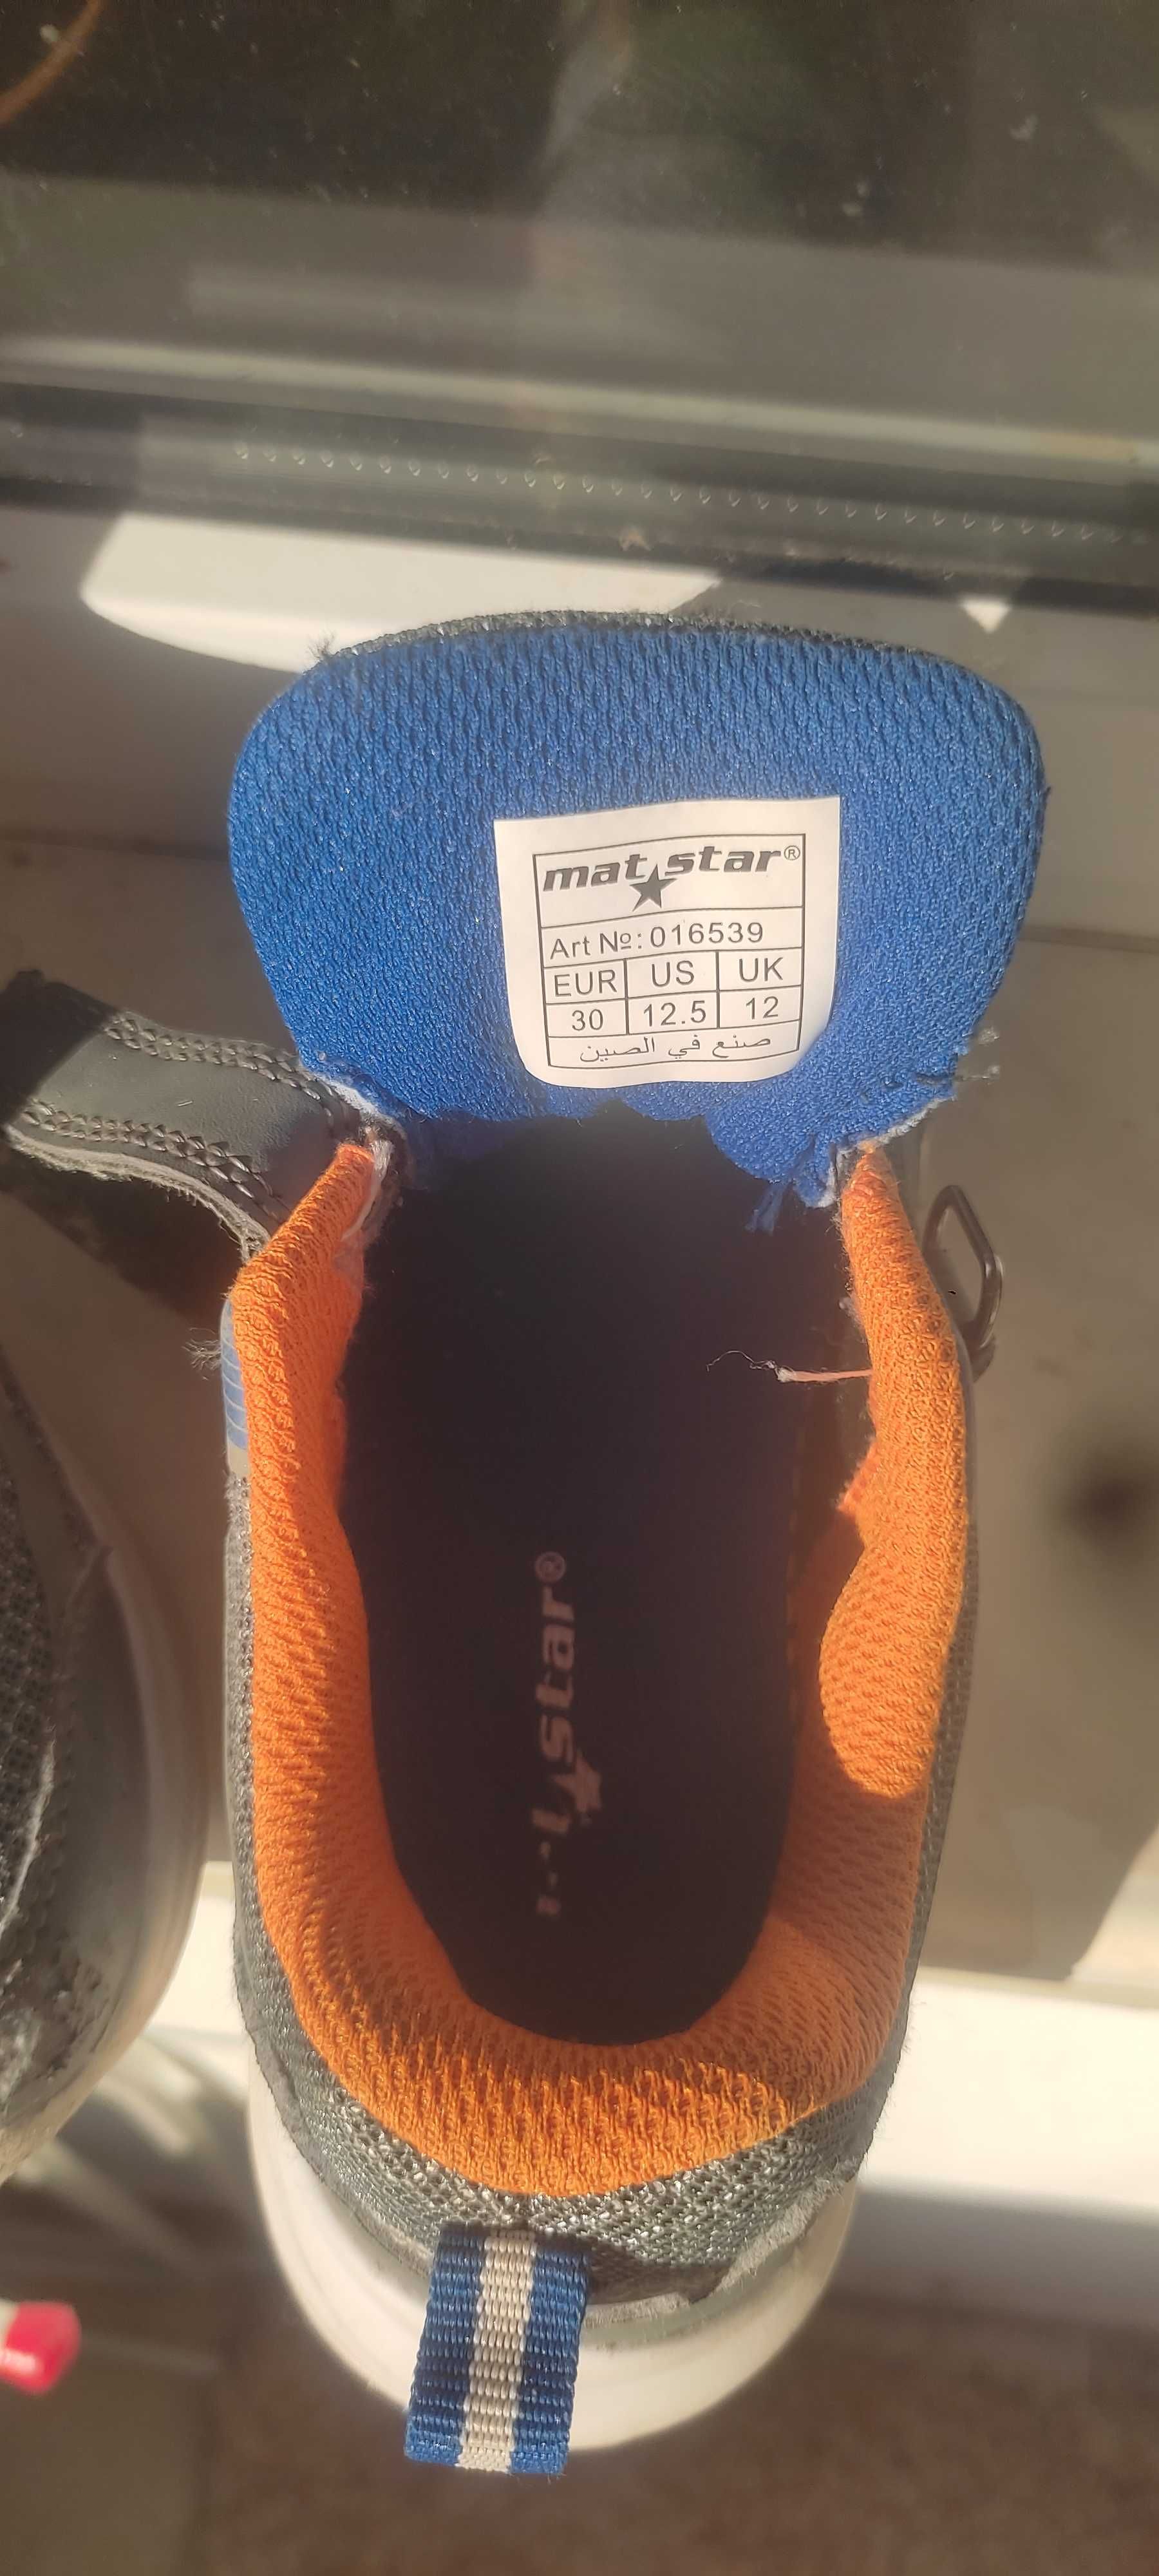 mat star®
Art №: 016539
EUR US UK
30 12.5 12
صنع في الصين
star®